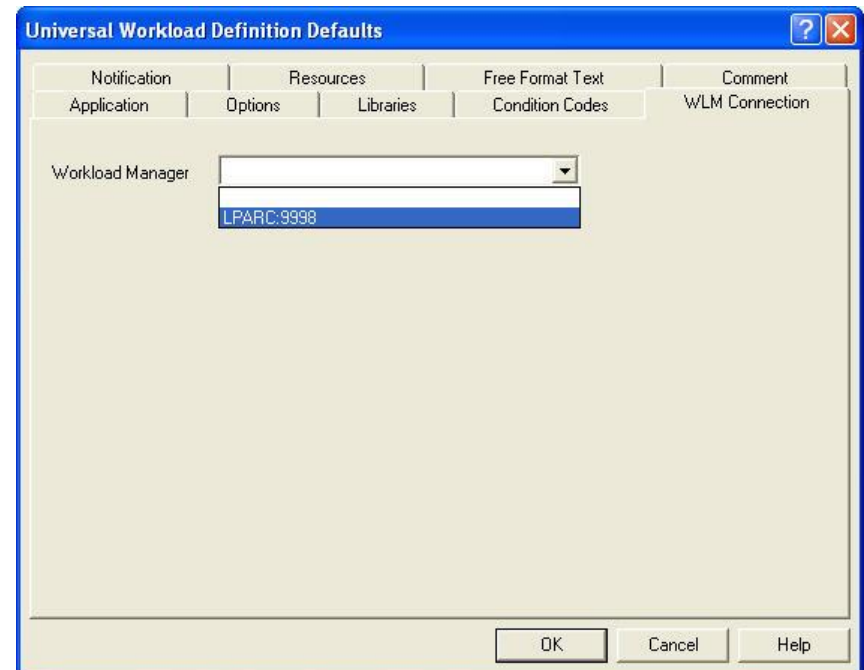 Universal Workload Definition Defaults
Notification Resources Free Format Text Comment
Application Options Libraries Condition Codes WLM Connection
Workload Manager
LPARC:9998
OK Cancel Help